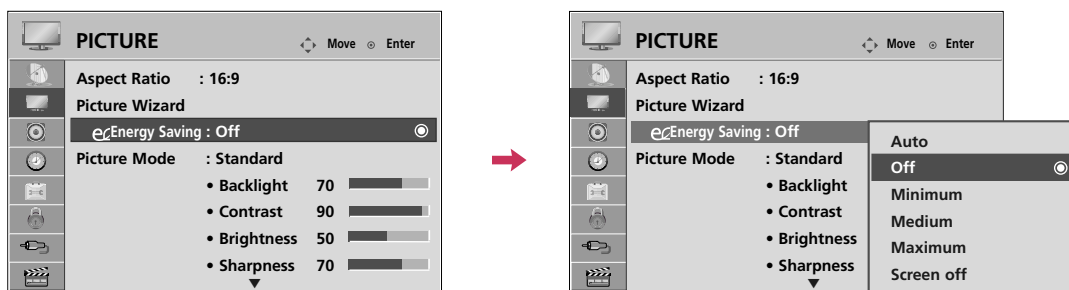 PICTURE Move Enter
Aspect Ratio : 16:9
Picture Wizard
Energy Saving : Off
Picture Mode : Standard
• Backlight 70
• Contrast 90
• Brightness 50
• Sharpness 70
PICTURE Move Enter
Aspect Ratio : 16:9
Picture Wizard
Energy Saving : Off
Picture Mode : Standard
• Backlight
• Contrast
• Brightness
• Sharpness
Auto
Off
Minimum
Medium
Maximum
Screen off